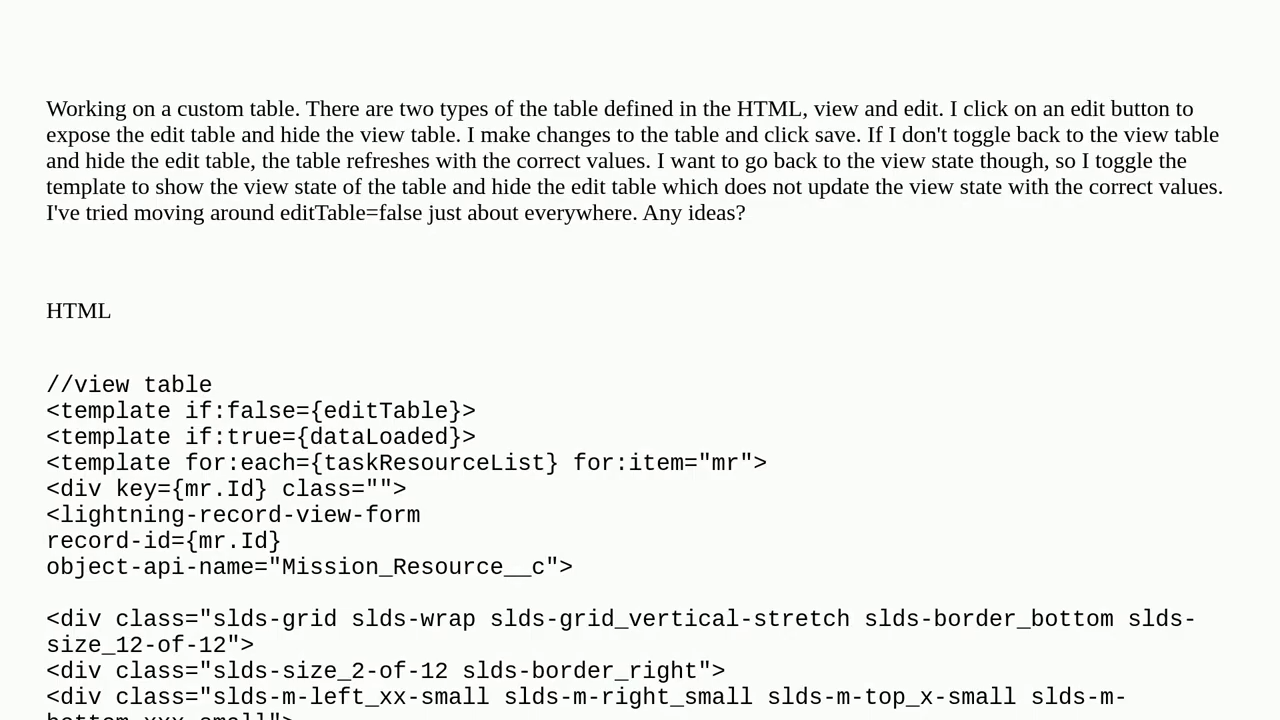 Working on a custom table. There are two types of the table defined in the HTML, view and edit. I click on an edit button to
expose the edit table and hide the view table. I make changes to the table and click save. If I don't toggle back to the view table
and hide the edit table, the table refreshes with the correct values. I want to go back to the view state though, so I toggle the
template to show the view state of the table and hide the edit table which does not update the view state with the correct values.
I've tried moving around editTable=false just about everywhere. Any ideas?
HTML
//view table
<template if:false={editTable}>
<template if:true={dataLoaded}>
<template for:each={taskResourceList} for:item="mr">
<div key={mr.Id} class="">
<lightning-record-view-form
record-id={mr.Id}
object-api-name="Mission_Resource__c">
<div class="slds-grid slds-wrap slds-grid_vertical-stretch slds-border_bottom slds-
size_12-of-12">
<div class="slds-size_2-of-12 slds-border_right">
<div class="slds-m-left_xx-small slds-m-right_small slds-m-top_x-small slds-m-
bottom_xxx-small">